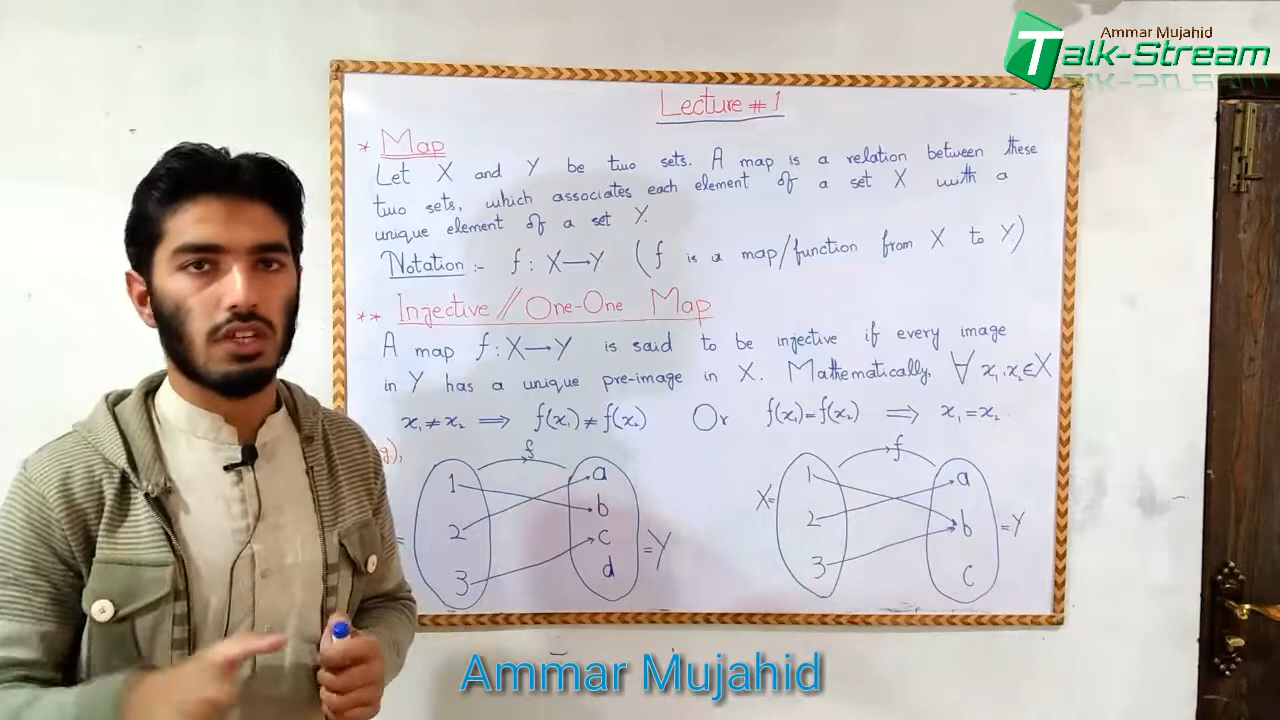 Ammar Mujahid
Talk-Stream
Lecture # 1
* Map
Let X and Y be two sets. A map is a relation between these
two sets, which associates each element of a set X with a
unique element of a set Y.
Notation :- f : X → Y (f is a map/function from X to Y)
** Injective // One-One Map
A map f : X → Y is said to be injective if every image
in Y has a unique pre-image in X. Mathematically, ∀ x₁, x₂ ∈ X
x₁ ≠ x₂ ⟹ f(x₁) ≠ f(x₂) Or f(x₁) = f(x₂) ⟹ x₁ = x₂.
g),
f f
1 a 1 a
2 b X= 2 b = Y
c
= 3 d = Y 3 c
Ammar Mujahid